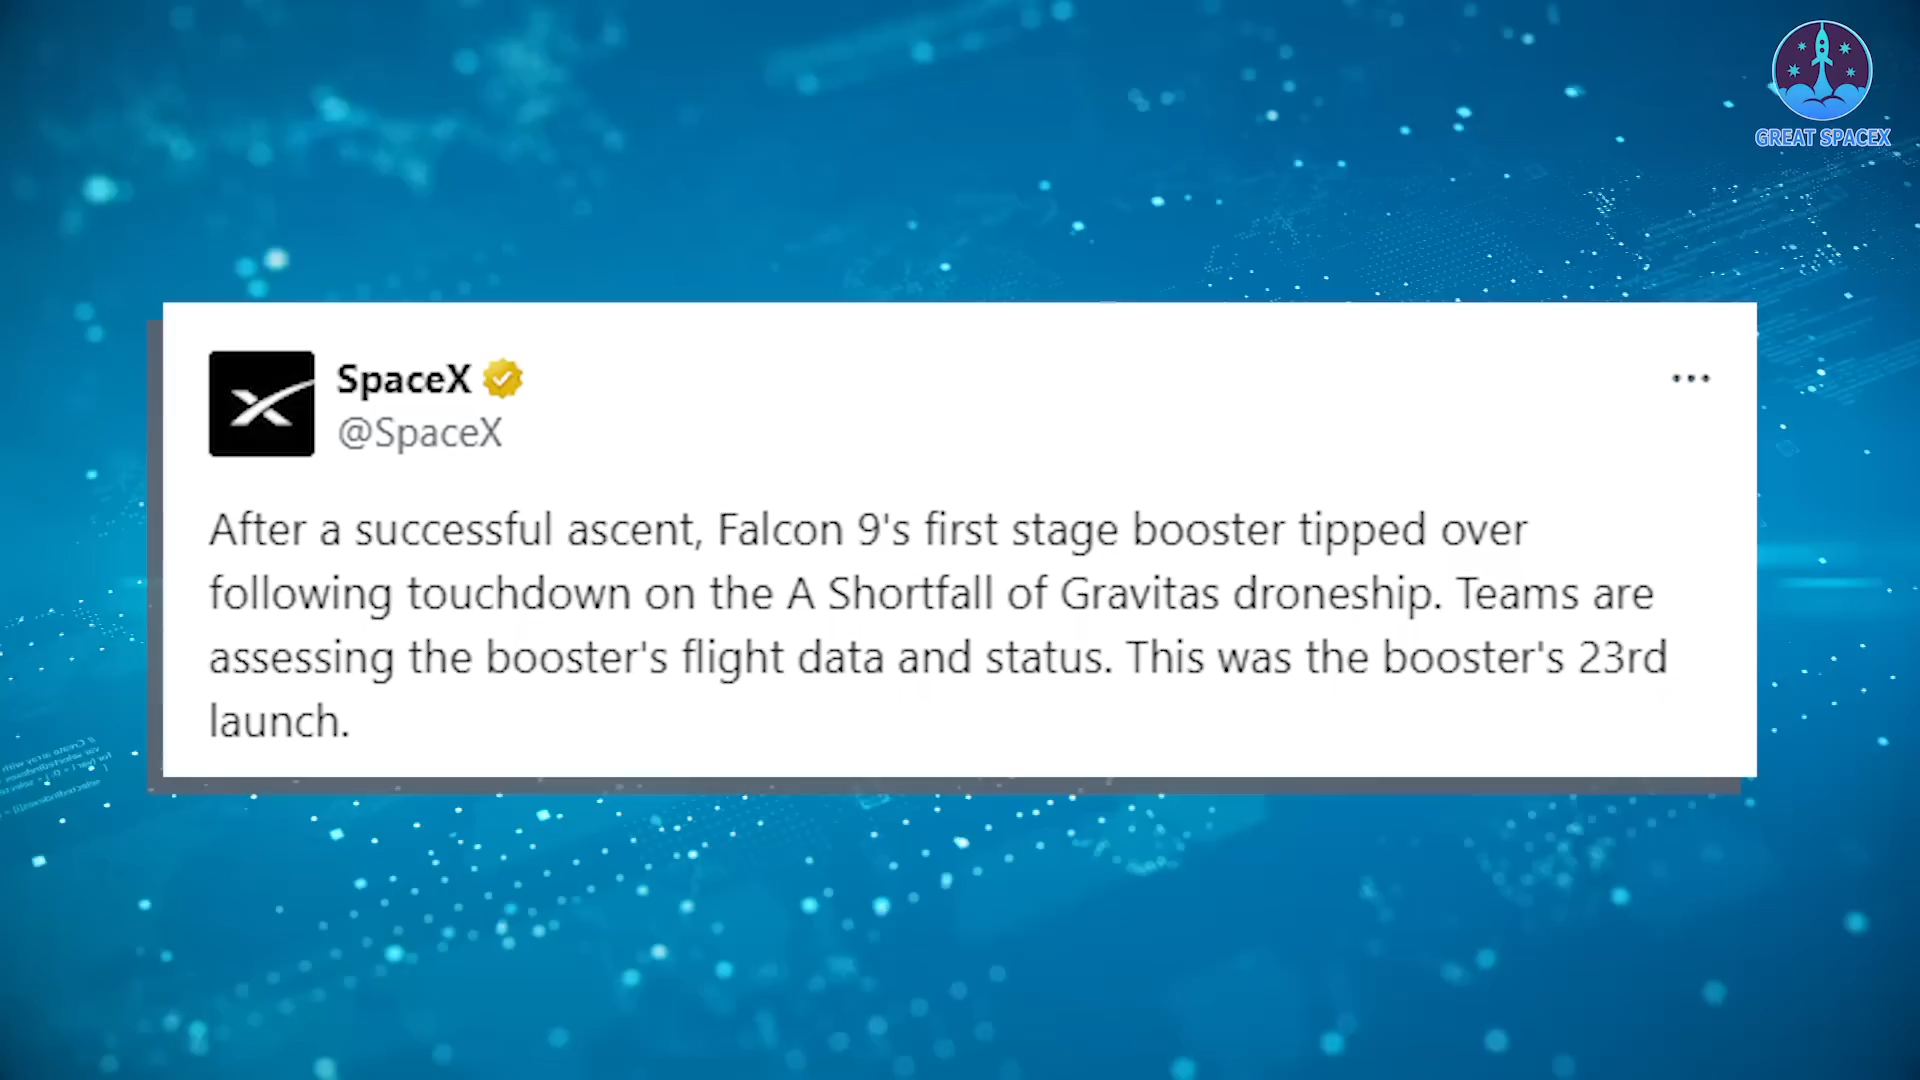 GREAT SPACEX
SpaceX
@SpaceX
After a successful ascent, Falcon 9's first stage booster tipped over
following touchdown on the A Shortfall of Gravitas droneship. Teams are
assessing the booster's flight data and status. This was the booster's 23rd
launch.